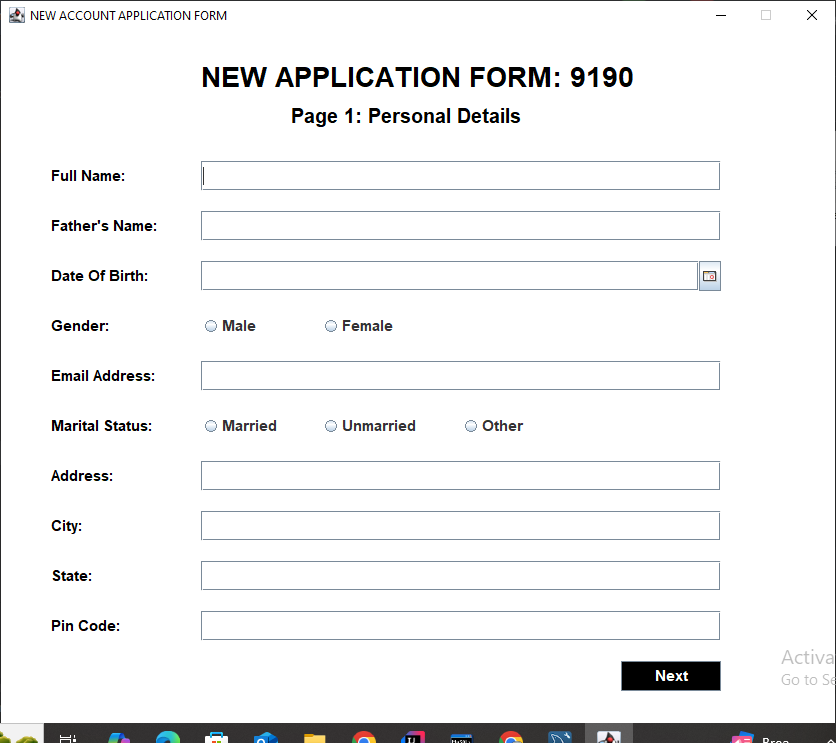 NEW ACCOUNT APPLICATION FORM
NEW APPLICATION FORM: 9190
Page 1: Personal Details
Full Name:
Father's Name:
Date Of Birth:
Gender: Male Female
Email Address:
Marital Status: Married Unmarried Other
Address:
City:
State:
Pin Code:
Activa
Go to Se
Next